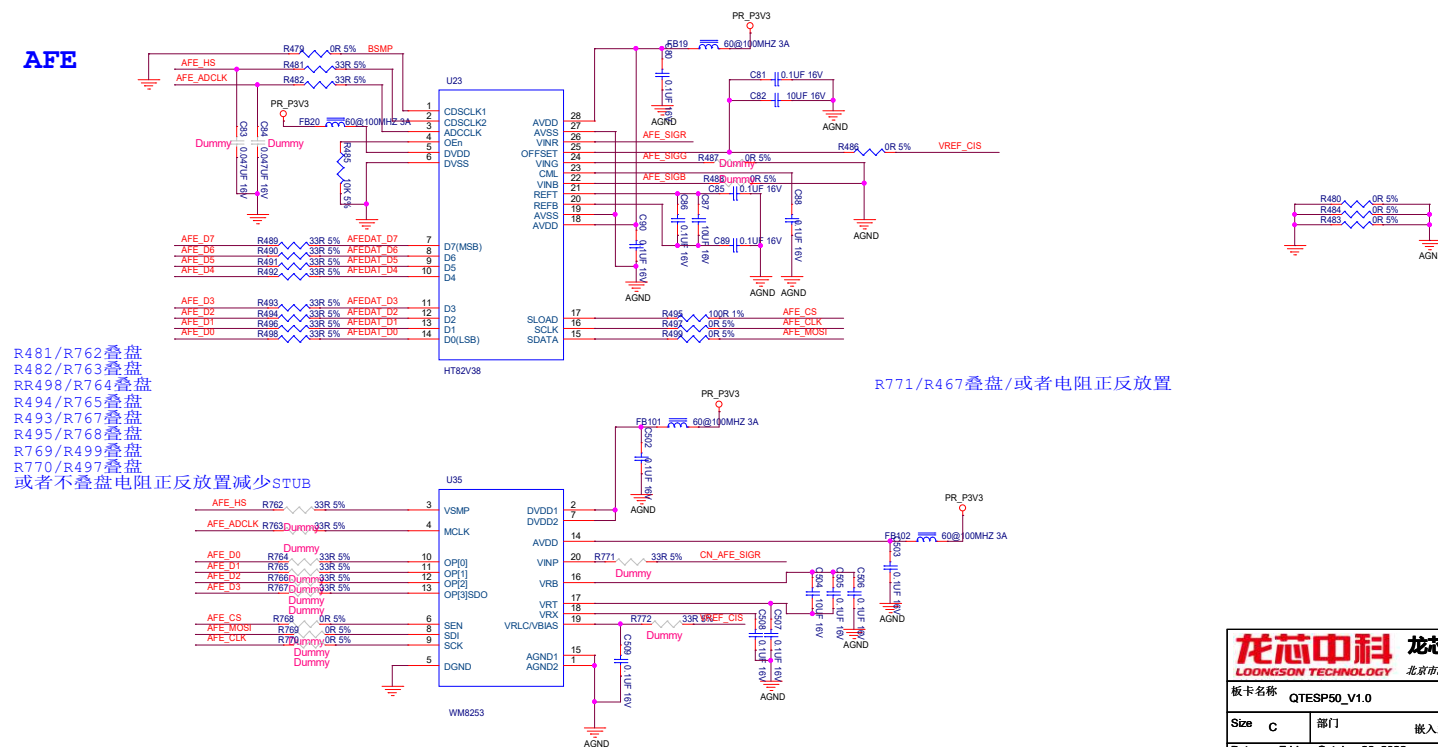 AFE
R479 0R 5% BSMP
AFE_HS R481 33R 5%
AFE_ADCLK R482 33R 5%
PR_P3V3
FB20 60@100MHZ 3A
C83 0.047UF 16V Dummy
C84 0.047UF 16V Dummy
R485 10K 5%
U23
1 CDSCLK1
2 CDSCLK2
3 ADCCLK
4 OEn
5 DVDD
6 DVSS
7 D7(MSB)
8 D6
9 D5
10 D4
11 D3
12 D2
13 D1
14 D0(LSB)
AVDD 28
AVSS 27
VINR 26
OFFSET 25
VING 24
CML 23
VINB 22
REFT 21
REFB 20
AVSS 19
AVDD 18
SLOAD 17
SCLK 16
SDATA 15
HT82V38
AFE_D7 R489 33R 5% AFEDAT_D7
AFE_D6 R490 33R 5% AFEDAT_D6
AFE_D5 R491 33R 5% AFEDAT_D5
AFE_D4 R492 33R 5% AFEDAT_D4
AFE_D3 R493 33R 5% AFEDAT_D3
AFE_D2 R494 33R 5% AFEDAT_D2
AFE_D1 R496 33R 5% AFEDAT_D1
AFE_D0 R498 33R 5% AFEDAT_D0
PR_P3V3
FB19 60@100MHZ 3A
C80 0.1UF 16V
AGND
C81 0.1UF 16V
C82 10UF 16V
AGND
AFE_SIGR
R486 0R 5% VREF_CIS
AFE_SIGG R487 Dummy 0R 5%
AFE_SIGB R488 Dummy 0R 5%
C85 0.1UF 16V
C86 0.1UF 16V
C87 10UF 16V
C88 0.1UF 16V
C89 0.1UF 16V
C90 0.1UF 16V
AGND
AGND
AGND AGND
R495 100R 1% AFE_CS
R497 0R 5% AFE_CLK
R499 0R 5% AFE_MOSI
R480 0R 5%
R484 0R 5%
R483 0R 5%
AGN
R481/R762叠盘
R482/R763叠盘
RR498/R764叠盘
R494/R765叠盘
R493/R767叠盘
R495/R768叠盘
R769/R499叠盘
R770/R497叠盘
或者不叠盘电阻正反放置减少STUB
R771/R467叠盘/或者电阻正反放置
PR_P3V3
FB101 60@100MHZ 3A
C502 0.1UF 16V
AGND
U35
3 VSMP
4 MCLK
10 OP[0]
11 OP[1]
12 OP[2]
13 OP[3]SDO
6 SEN
8 SDI
9 SCK
5 DGND
DVDD1 2
DVDD2 7
AVDD 14
VINP 20
VRB 16
VRT 17
VRX 18
VRLC/VBIAS 19
AGND1 15
AGND2 1
WM8253
AFE_HS R762 33R 5%
AFE_ADCLK R763 Dummy 33R 5%
Dummy
AFE_D0 R764 33R 5%
AFE_D1 R765 33R 5%
AFE_D2 R766 Dummy 33R 5%
AFE_D3 R767 Dummy 33R 5%
Dummy
AFE_CS R768 0R 5%
AFE_MOSI R769 0R 5%
AFE_CLK R770 Dummy 0R 5%
Dummy
Dummy
PR_P3V3
FB102 60@100MHZ 3A
C503 0.1UF 16V
AGND
R771 33R 5% CN_AFE_SIGR
Dummy
C504 10UF 16V
C505 0.1UF 16V
C506 0.1UF 16V
AGND
R772 33R 5% VREF_CIS
Dummy
C507 0.1UF 16V
C508 0.1UF 16V
AGND
C509 0.1UF 16V
AGND
龙芯中科
LOONGSON TECHNOLOGY
龙芯
北京市
板卡名称 QTESP50_V1.0
Size C 部门 嵌入